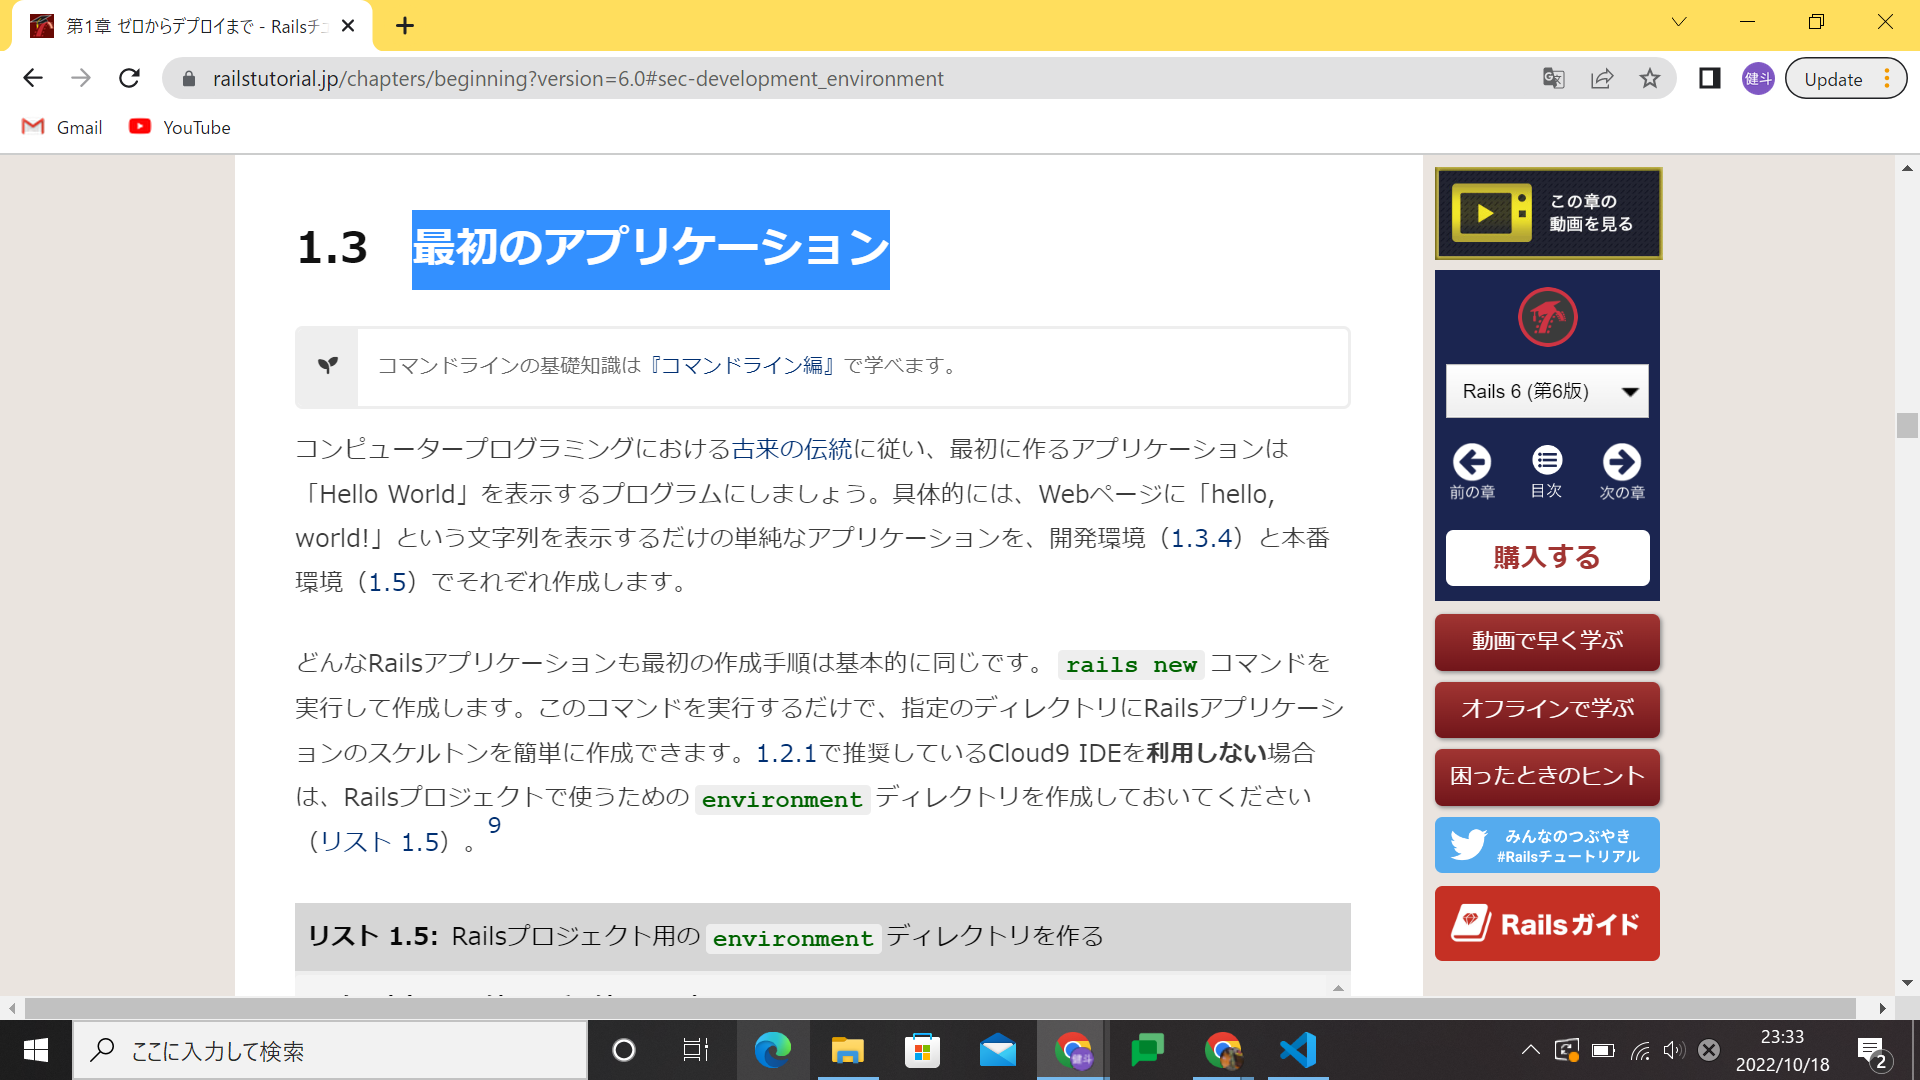 第1章 ゼロからデプロイまで - Railsチュ
railstutorial.jp/chapters/beginning?version=6.0#sec-development_environment
健斗
Update
Gmail
YouTube
1.3 最初のアプリケーション
コマンドラインの基礎知識は『コマンドライン編』で学べます。
コンピュータープログラミングにおける古来の伝統に従い、最初に作るアプリケーションは
「Hello World」を表示するプログラムにしましょう。具体的には、Webページに「hello,
world!」という文字列を表示するだけの単純なアプリケーションを、開発環境（1.3.4）と本番
環境（1.5）でそれぞれ作成します。
どんなRailsアプリケーションも最初の作成手順は基本的に同じです。 rails new コマンドを
実行して作成します。このコマンドを実行するだけで、指定のディレクトリにRailsアプリケーシ
ョンのスケルトンを簡単に作成できます。1.2.1で推奨しているCloud9 IDEを利用しない場合
は、Railsプロジェクトで使うための environment ディレクトリを作成しておいてください
（リスト 1.5）。9
リスト 1.5: Railsプロジェクト用の environment ディレクトリを作る
この章の
動画を見る
Rails 6 (第6版)
前の章
目次
次の章
購入する
動画で早く学ぶ
オフラインで学ぶ
困ったときのヒント
みんなのつぶやき
#Railsチュートリアル
Railsガイド
ここに入力して検索
健斗
23:33
2022/10/18
2